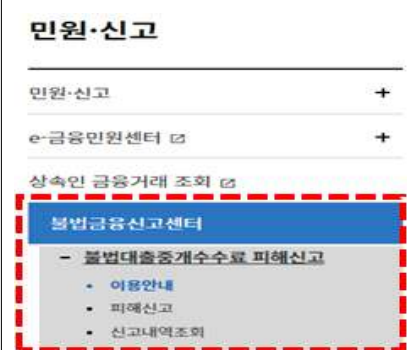 민원·신고
민원·신고 +
e-금융민원센터 +
상속인 금융거래 조회
불법금융신고센터
– 불법대출중개수수료 피해신고
• 이용안내
• 피해신고
• 신고내역조회